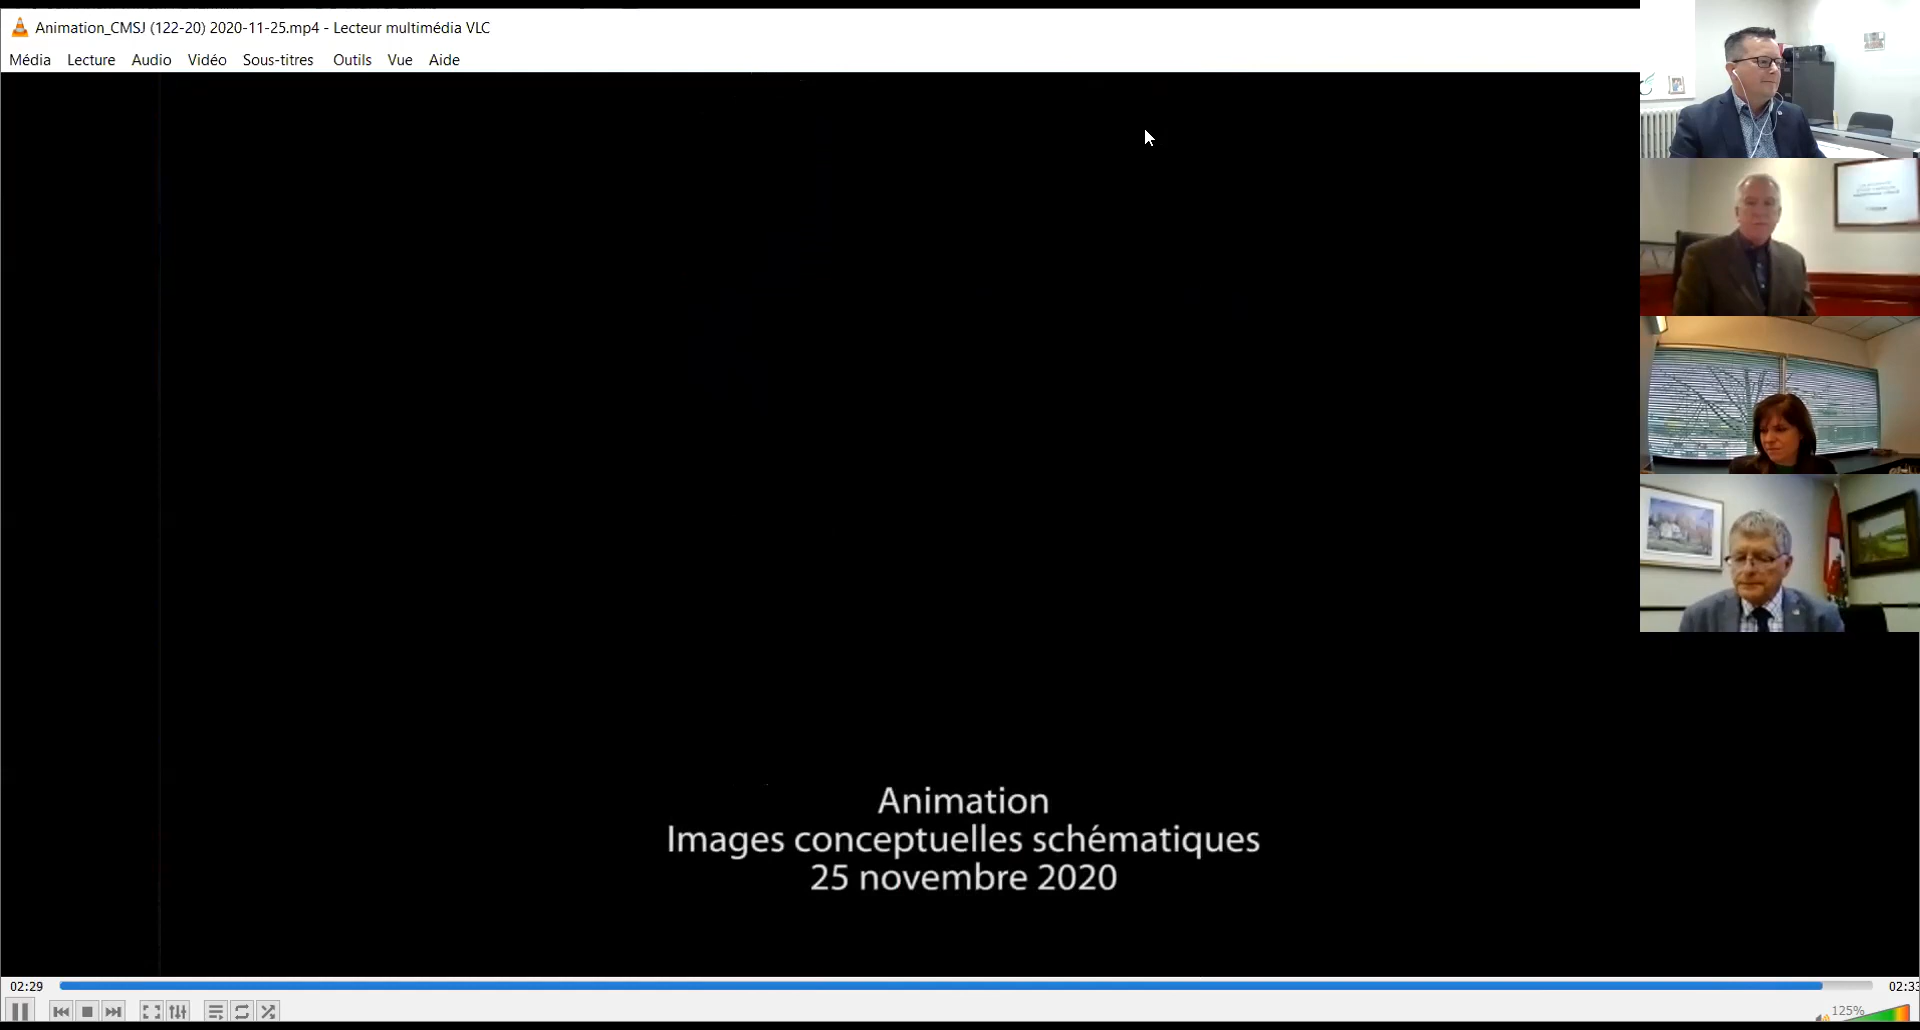 Animation_CMSJ (122-20) 2020-11-25.mp4 - Lecteur multimédia VLC
Média Lecture Audio Vidéo Sous-titres Outils Vue Aide
Animation
Images conceptuelles schématiques
25 novembre 2020
02:29
02:33
125%